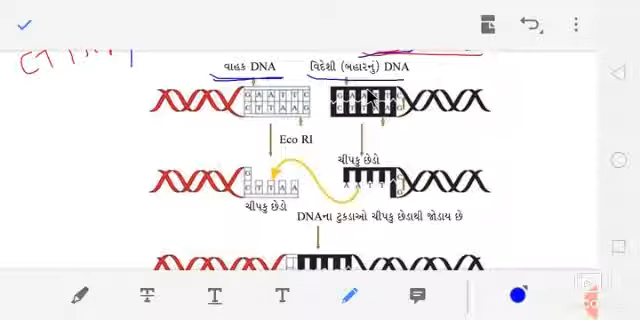 વાહક DNA
વિદેશી (બહારનું) DNA
G A A T T C
C T T A A G
G A A T T C
C T T A A G
Eco RI
ચીપકુ છેડો
G
C T T A A
A A T T C
G
ચીપકુ છેડો
DNAના ટુકડાઓ ચીપકુ છેડાથી જોડાય છે